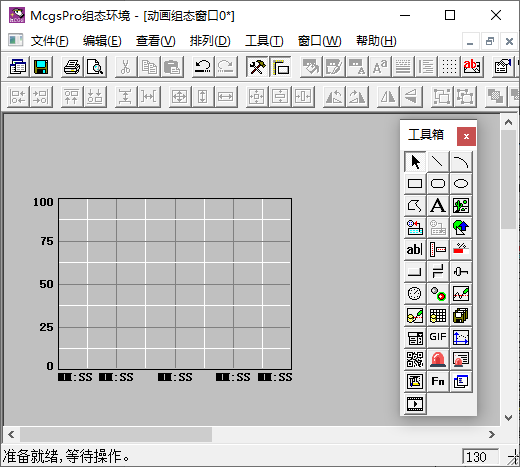 McgsPro组态环境 - [动画组态窗口0*]
文件(F) 编辑(E) 查看(V) 排列(D) 工具(T) 窗口(W) 帮助(H)
工具箱
100
75
50
25
0
:SS :SS :SS :SS :SS
A
ab|
GIF
Fn
准备就绪,等待操作。
130